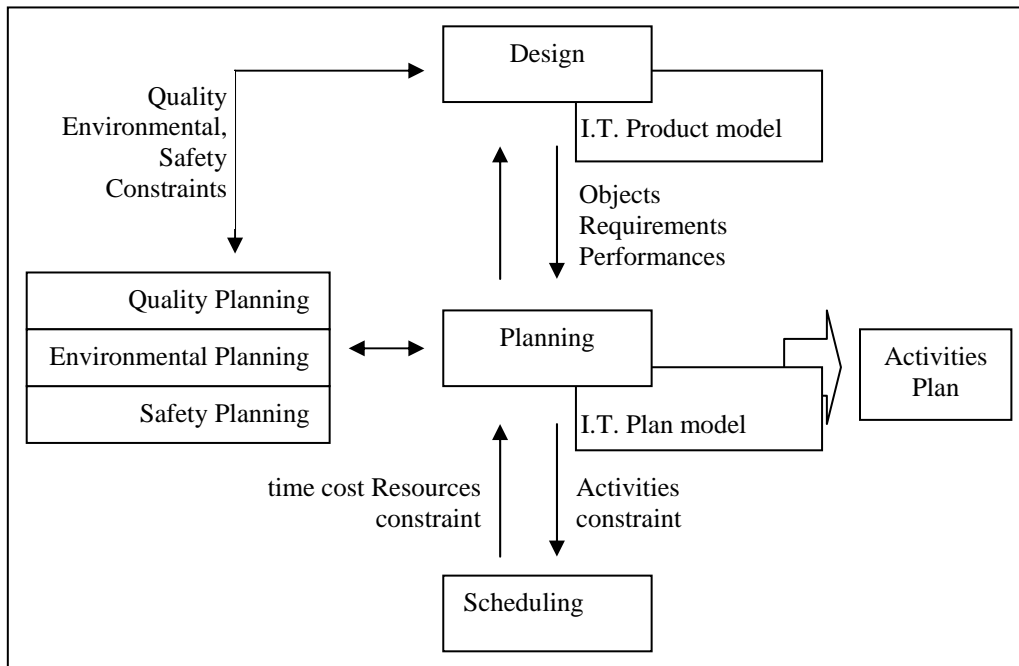 Design
I.T. Product model
Quality
Environmental,
Safety
Constraints
Objects
Requirements
Performances
Quality Planning
Environmental Planning
Safety Planning
Planning
I.T. Plan model
Activities
Plan
time cost Resources
constraint
Activities
constraint
Scheduling